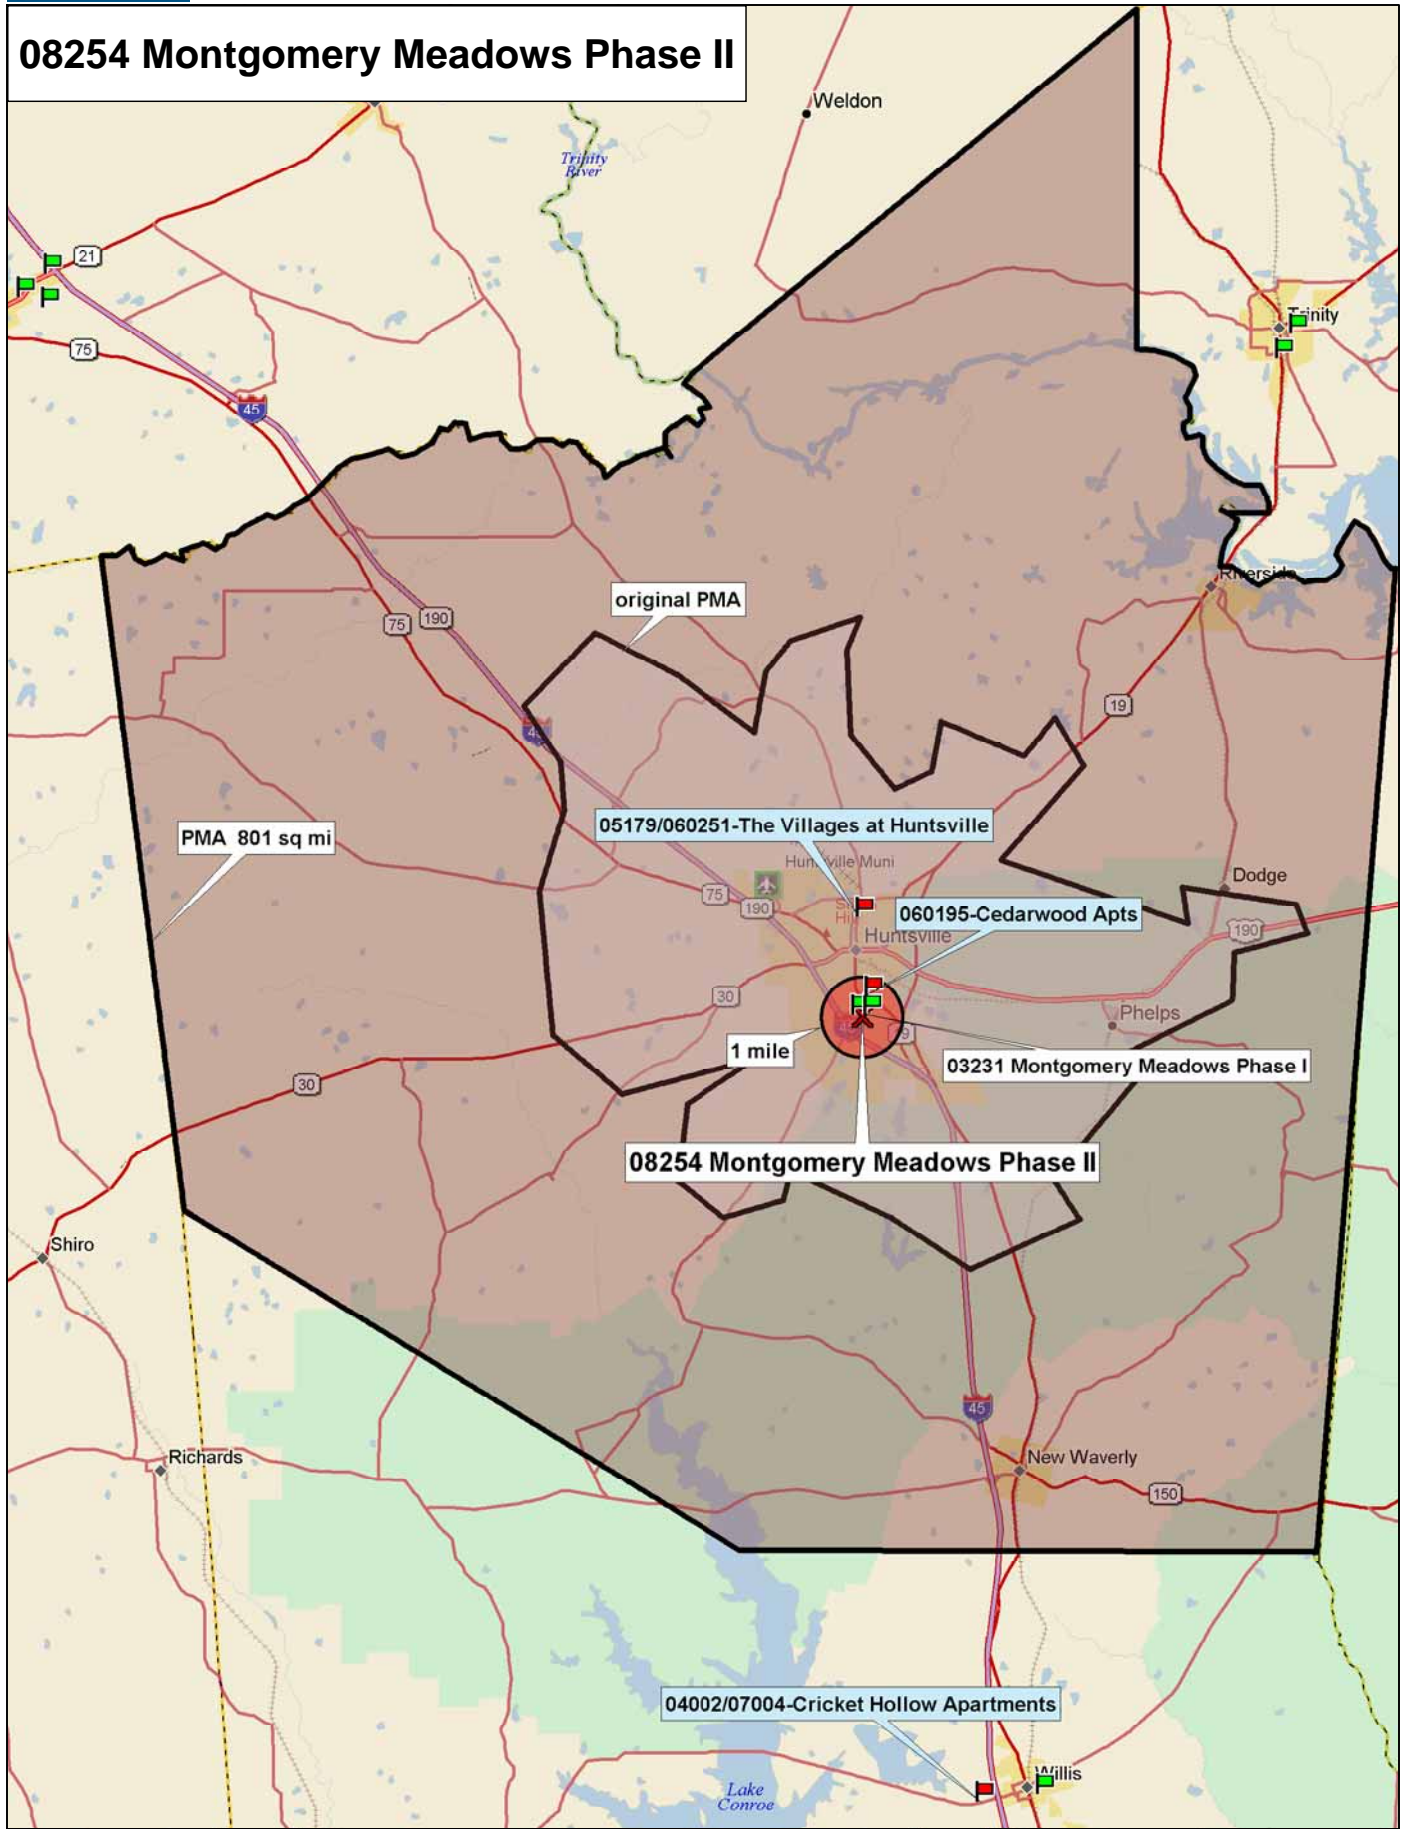 08254 Montgomery Meadows Phase II
Weldon
Trinity
River
21
Trinity
75
45
Riverside
original PMA
75
190
19
45
05179/060251-The Villages at Huntsville
PMA 801 sq mi
Huntsville Muni
Dodge
75
190
060195-Cedarwood Apts
190
Huntsville
30
Phelps
1 mile
03231 Montgomery Meadows Phase I
30
08254 Montgomery Meadows Phase II
Shiro
45
Richards
New Waverly
150
04002/07004-Cricket Hollow Apartments
Willis
Lake
Conroe